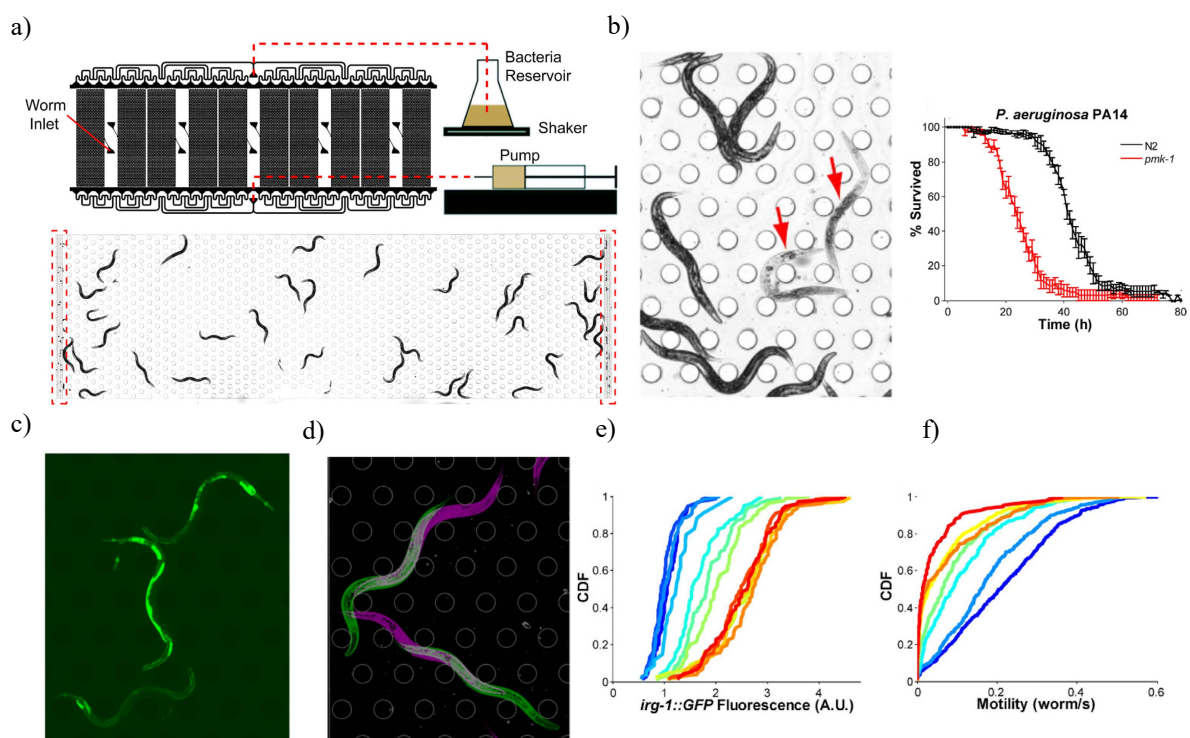 a)
Bacteria
Reservoir
Worm
Inlet
Shaker
Pump
b)
P. aeruginosa PA14
N2
pmk-1
% Survived
100
80
60
40
20
0
0 20 40 60 80
Time (h)
c)
d)
e)
CDF
1
0.8
0.6
0.4
0.2
0 1 2 3 4
irg-1::GFP Fluorescence (A.U.)
f)
CDF
1
0.8
0.6
0.4
0.2
0
0 0.2 0.4 0.6
Motility (worm/s)